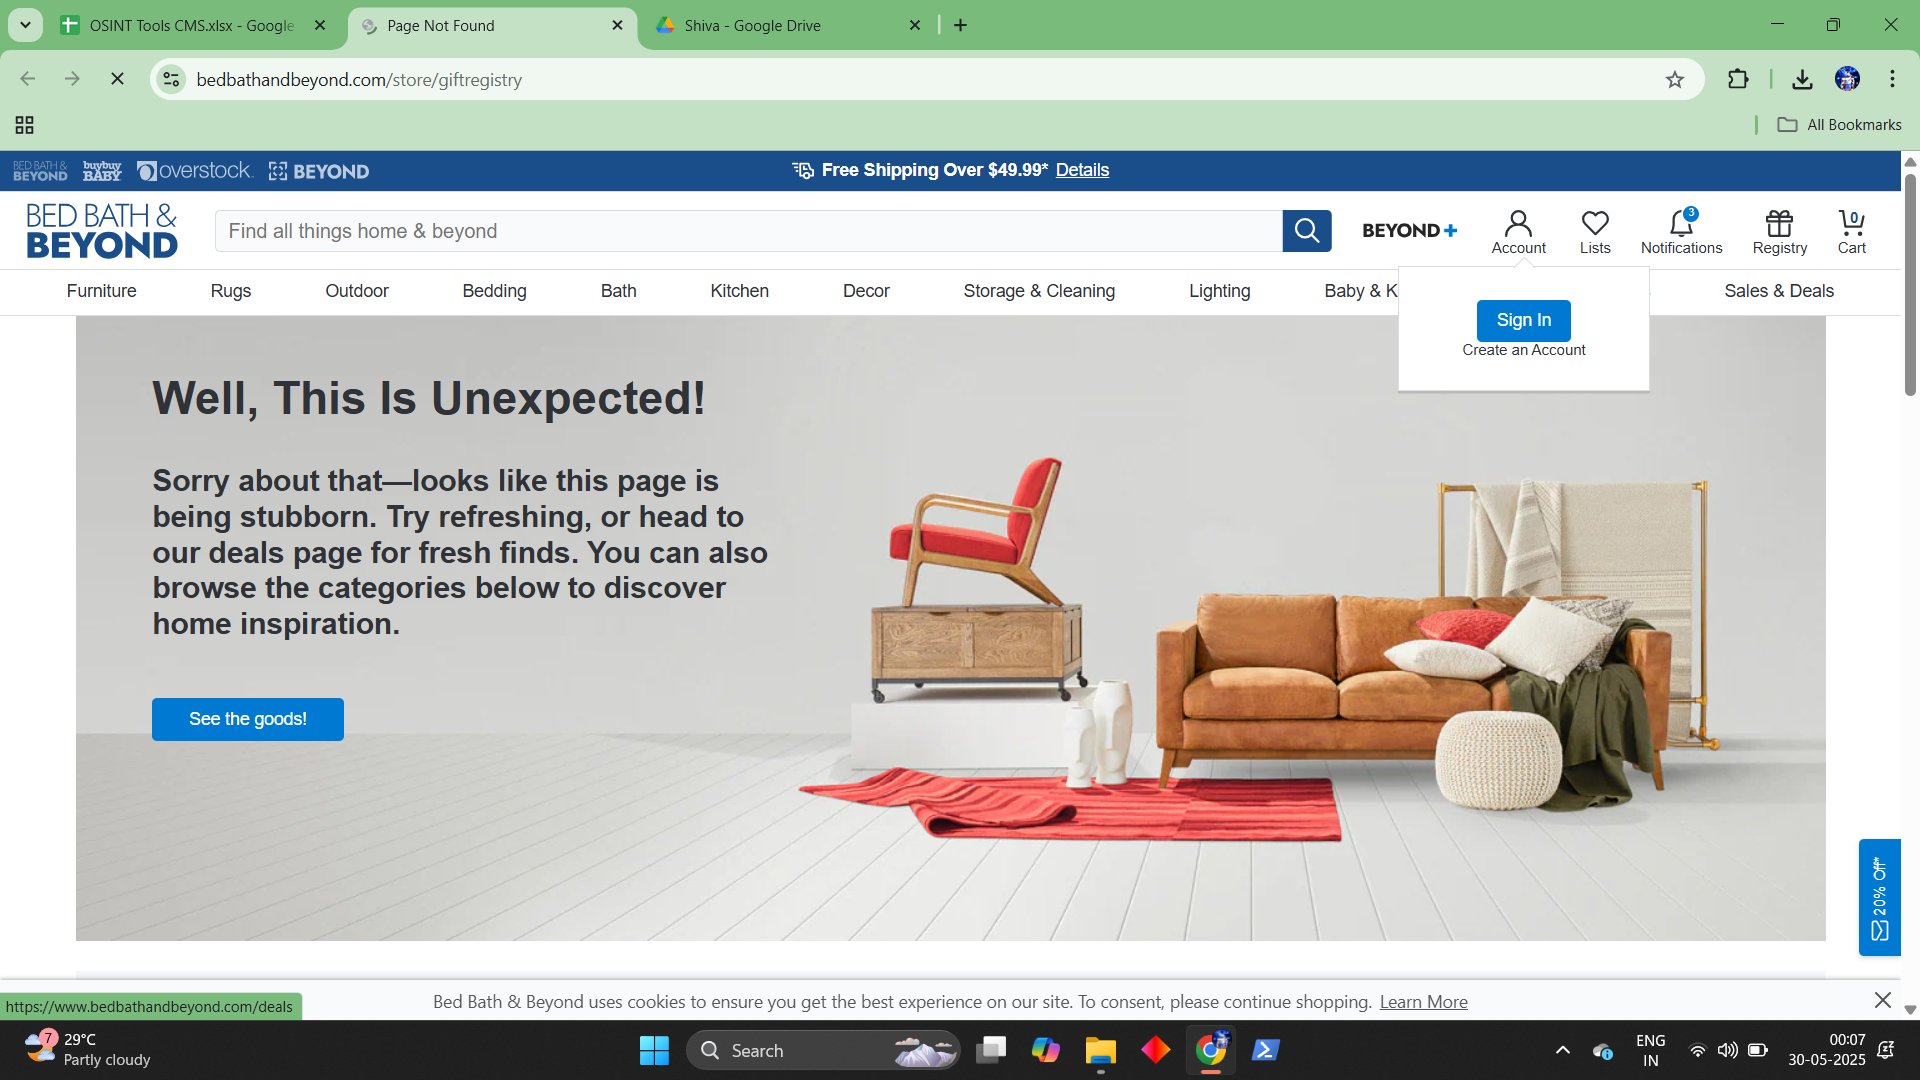 OSINT Tools CMS.xlsx - Google
Page Not Found
Shiva - Google Drive
bedbathandbeyond.com/store/giftregistry
All Bookmarks
BED BATH &
BEYOND
buybuy
BABY
overstock.
BEYOND
Free Shipping Over $49.99* Details
BED BATH &
BEYOND
Find all things home & beyond
BEYOND+
Account
Lists
3
Notifications
Registry
0
Cart
Furniture
Rugs
Outdoor
Bedding
Bath
Kitchen
Decor
Storage & Cleaning
Lighting
Baby & K
Sales & Deals
Sign In
Create an Account
Well, This Is Unexpected!
Sorry about that—looks like this page is
being stubborn. Try refreshing, or head to
our deals page for fresh finds. You can also
browse the categories below to discover
home inspiration.
See the goods!
20% Off*
Bed Bath & Beyond uses cookies to ensure you get the best experience on our site. To consent, please continue shopping. Learn More
https://www.bedbathandbeyond.com/deals
7
29°C
Partly cloudy
Search
ENG
IN
00:07
30-05-2025